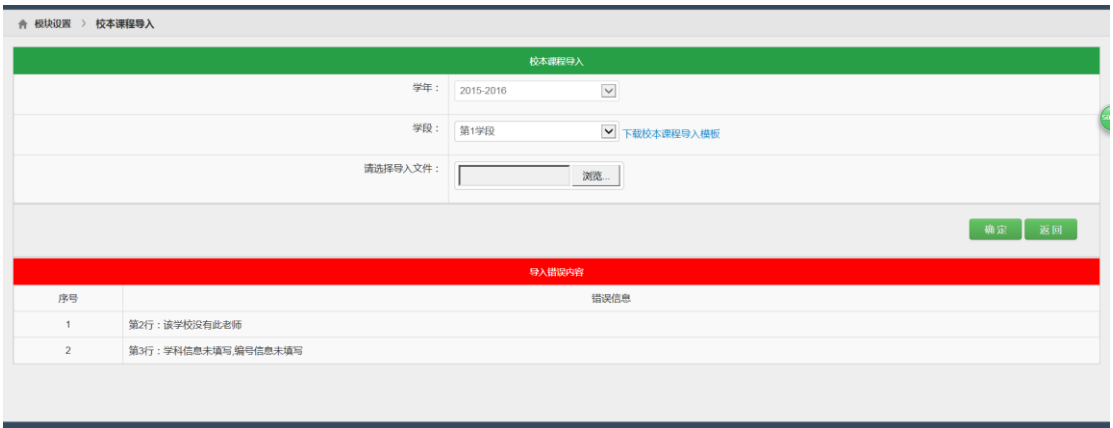 模块设置 > 校本课程导入
校本课程导入
学年： 2015-2016
学段： 第1学段 下载校本课程导入模板
请选择导入文件： 浏览...
确定 返回
导入错误内容
序号 错误信息
1 第2行：该学校没有此老师
2 第3行：学科信息未填写,编号信息未填写